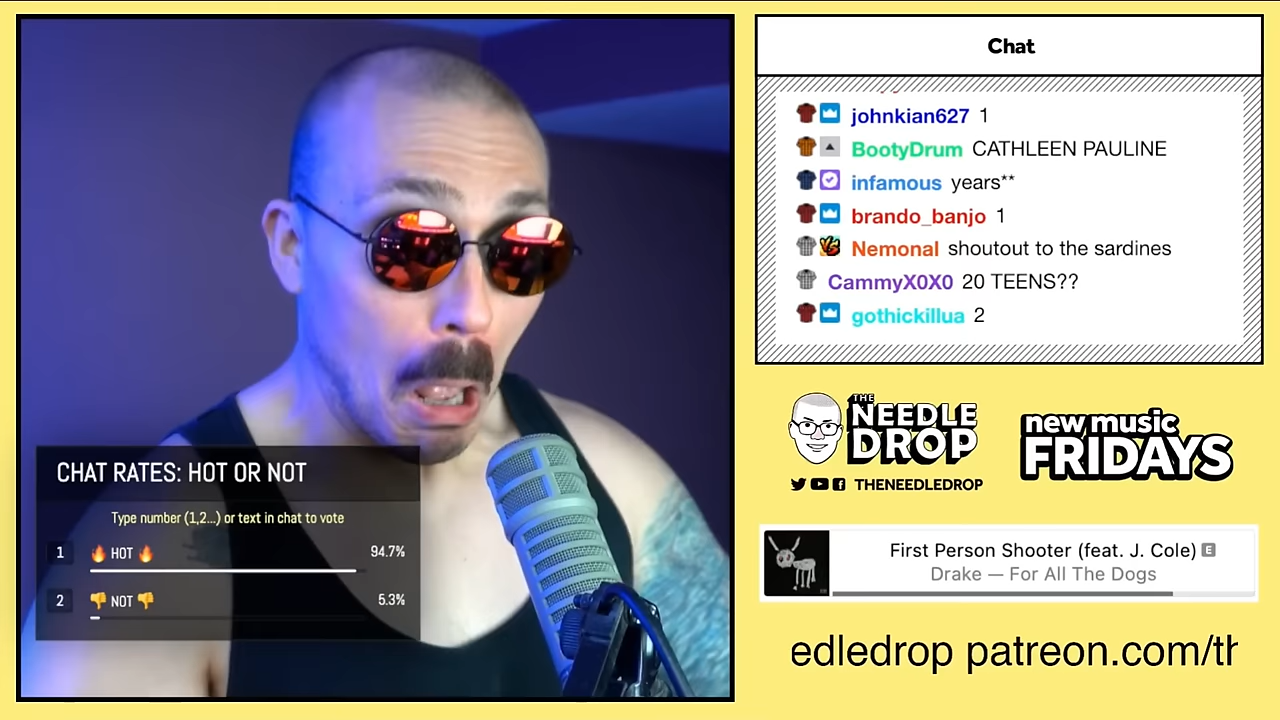 Chat
johnkian627 1
BootyDrum CATHLEEN PAULINE
infamous years**
brando_banjo 1
Nemonal shoutout to the sardines
CammyX0X0 20 TEENS??
gothickillua 2
CHAT RATES: HOT OR NOT
Type number (1,2...) or text in chat to vote
1 🔥 HOT 🔥 94.7%
2 👎 NOT 👎 5.3%
THE
NEEDLE
DROP
THENEEDLEDROP
new music
FRIDAYS
First Person Shooter (feat. J. Cole) E
Drake — For All The Dogs
edledrop patreon.com/th